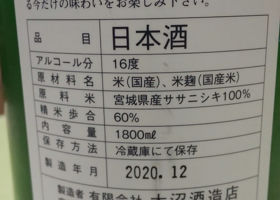 る今だけの味わいをお楽しみ下さい。
品目 日本酒
アルコール分 16度
原材料名 米(国産)、米麹(国産米)
原料米 宮城県産ササニシキ100%
精米歩合 60%
内容量 1800mℓ
保存方法 冷蔵庫にて保存
製造年月 2020.12
製造者 有限会社 大沼酒造店